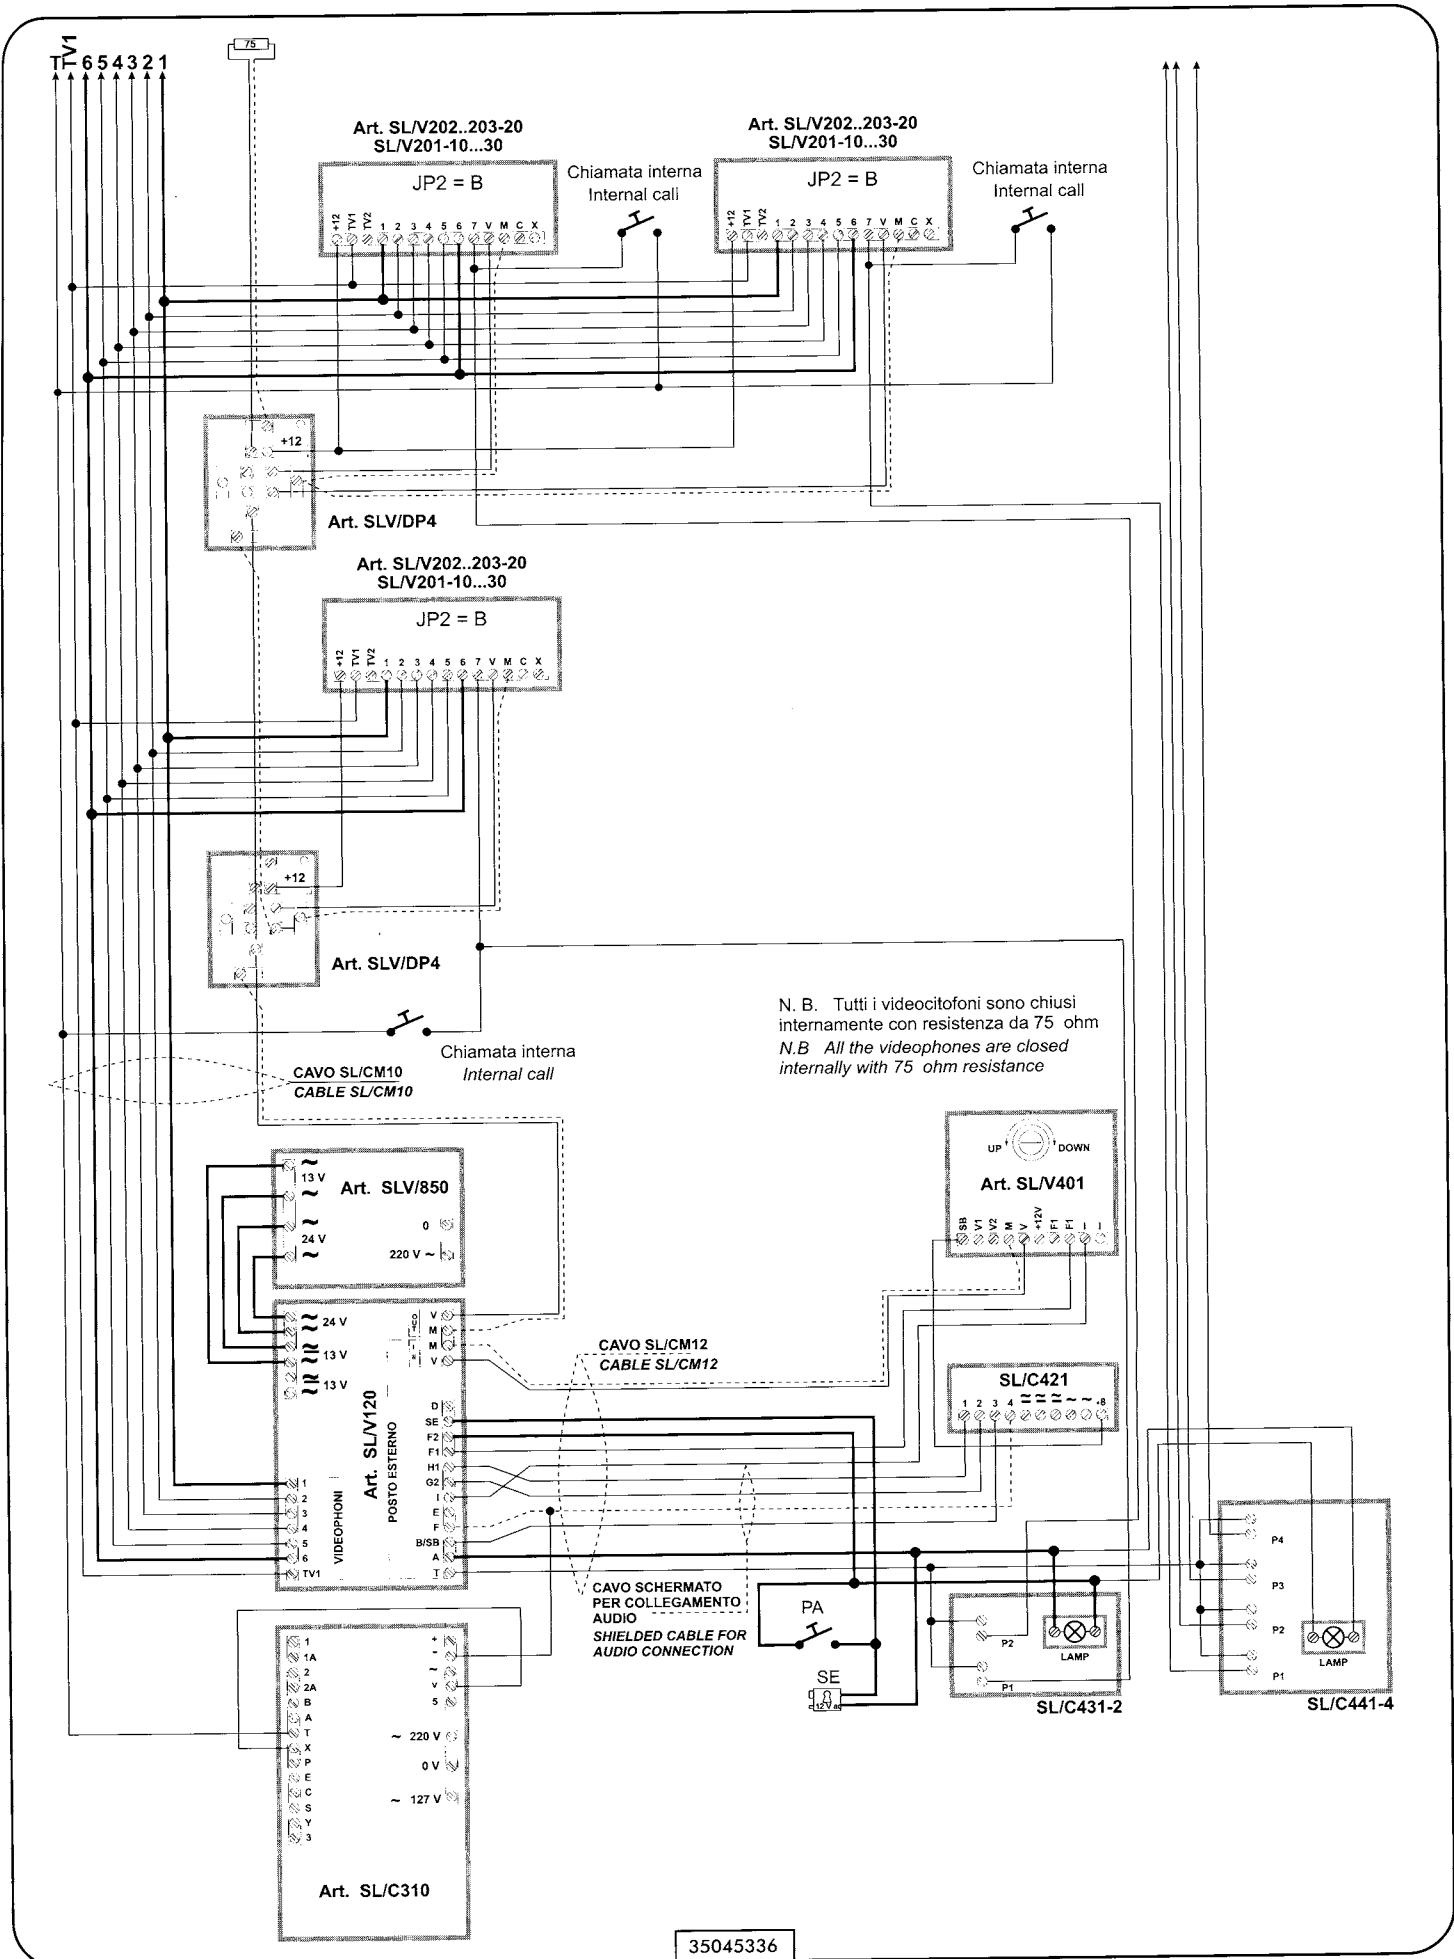 T TV1 6 5 4 3 2 1
75
Art. SL/V202..203-20
SL/V201-10...30
JP2 = B
+12 TV1 TV2 1 2 3 4 5 6 7 V M C X
Chiamata interna
Internal call
Art. SL/V202..203-20
SL/V201-10...30
JP2 = B
+12 TV1 TV2 1 2 3 4 5 6 7 V M C X
Chiamata interna
Internal call
+12
Art. SLV/DP4
Art. SL/V202..203-20
SL/V201-10...30
JP2 = B
+12 TV1 TV2 1 2 3 4 5 6 7 V M C X
+12
Art. SLV/DP4
Chiamata interna
Internal call
CAVO SL/CM10
CABLE SL/CM10
N. B. Tutti i videocitofoni sono chiusi
internamente con resistenza da 75 ohm
N.B All the videophones are closed
internally with 75 ohm resistance
~
13 V
~
~
24 V
~
Art. SLV/850
0
220 V ~
UP DOWN
Art. SL/V401
SB V1 V2 M V +12V F1 F1 – –
24 V
13 V
13 V
Art. SL/V120
POSTO ESTERNO
VIDEOPHONI
V
M
M
V
D
SE
F2
F1
H1
G2
I
E
F
B/SB
A
T
1
2
3
4
5
6
TV1
CAVO SL/CM12
CABLE SL/CM12
SL/C421
1 2 3 4 ~ ~ +8
CAVO SCHERMATO
PER COLLEGAMENTO
AUDIO
SHIELDED CABLE FOR
AUDIO CONNECTION
PA
SE
12 V ac
P2
P1
LAMP
SL/C431-2
P4
P3
P2
P1
LAMP
SL/C441-4
1
1A
2
2A
B
A
T
X
P
E
C
S
Y
3
+
-
~
v
5
~ 220 V
0 V
~ 127 V
Art. SL/C310
35045336